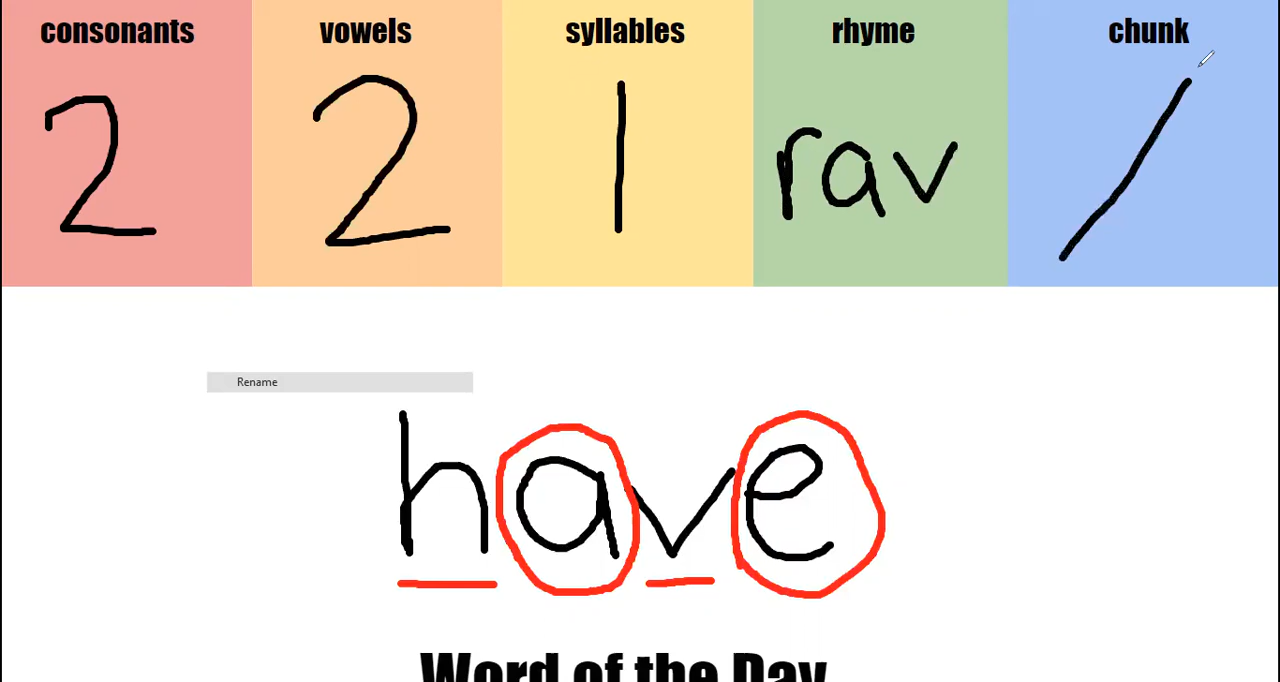 consonants vowels syllables rhyme chunk
2 2 1 rav /
Rename
have
Word of the Day